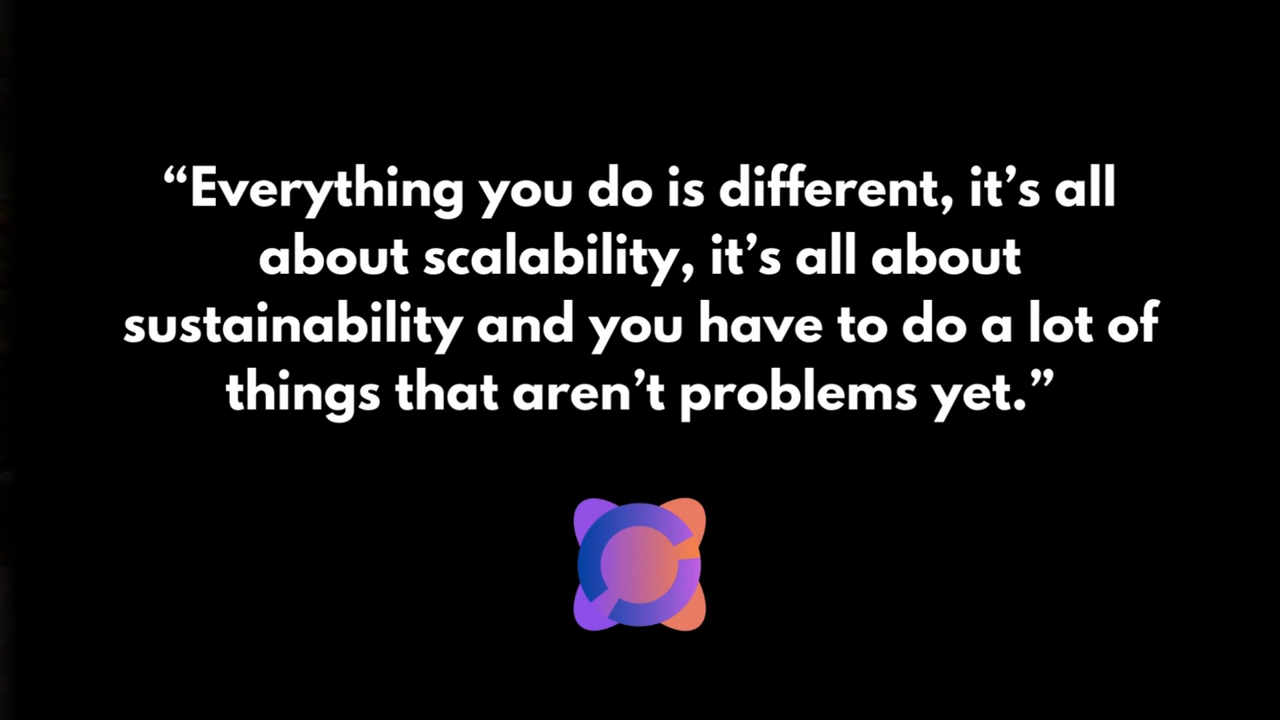 “Everything you do is different, it’s all
about scalability, it’s all about
sustainability and you have to do a lot of
things that aren’t problems yet.”